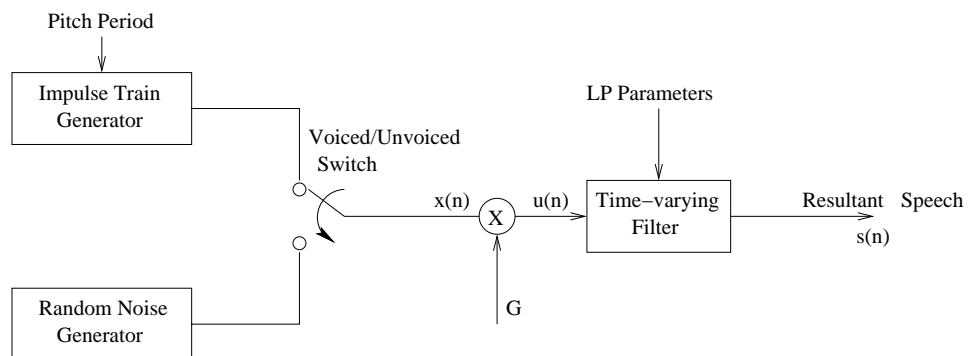 Pitch Period
Impulse Train
Generator
LP Parameters
Voiced/Unvoiced
Switch
x(n)
X
u(n)
Time-varying
Filter
Resultant Speech
s(n)
G
Random Noise
Generator